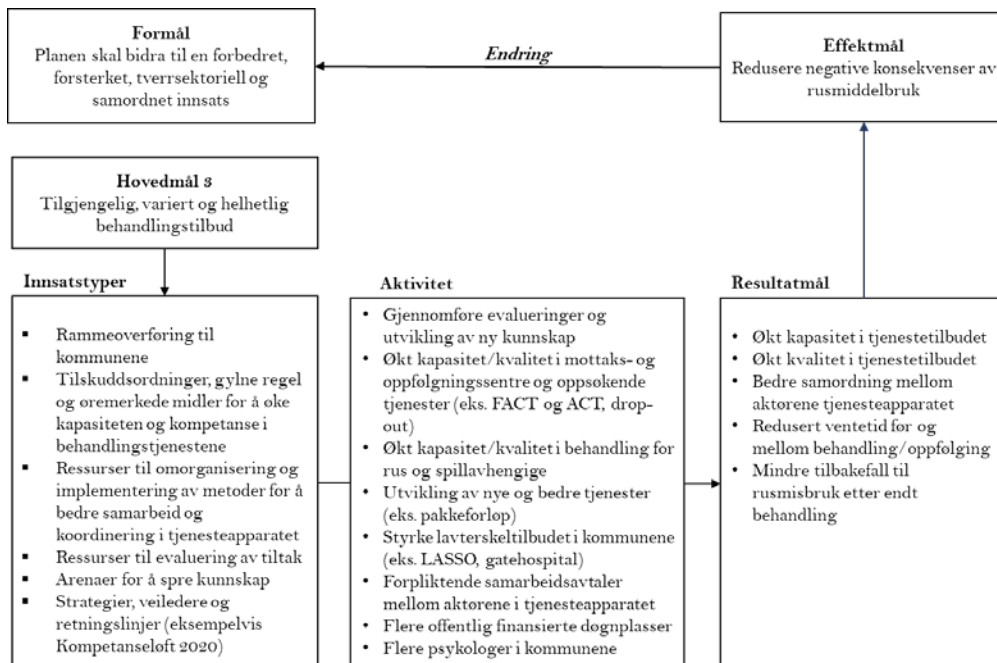 Formål
Planen skal bidra til en forbedret,
forsterket, tverrsektoriell og
samordnet innsats
Endring
Effektmål
Redusere negative konsekvenser av
rusmiddelbruk
Hovedmål 3
Tilgjengelig, variert og helhetlig
behandlingstilbud
Innsatstyper
▪ Rammeoverføring til
kommunene
▪ Tilskuddsordninger, gylne regel
og øremerkede midler for å øke
kapasiteten og kompetanse i
behandlingstjenestene
▪ Ressurser til omorganisering og
implementering av metoder for å
bedre samarbeid og
koordinering i tjenesteapparatet
▪ Ressurser til evaluering av tiltak
▪ Arenaer for å spre kunnskap
▪ Strategier, veiledere og
retningslinjer (eksempelvis
Kompetanseløft 2020)
Aktivitet
• Gjennomføre evalueringer og
utvikling av ny kunnskap
• Økt kapasitet/kvalitet i mottaks- og
oppfølgningssentre og oppsøkende
tjenester (eks. FACT og ACT, drop-
out)
• Økt kapasitet/kvalitet i behandling for
rus og spillavhengige
• Utvikling av nye og bedre tjenester
(eks. pakkeforløp)
• Styrke lavterskeltilbudet i kommunene
(eks. LASSO, gatehospital)
• Forpliktende samarbeidsavtaler
mellom aktørene i tjenesteapparatet
• Flere offentlig finansierte døgnplasser
• Flere psykologer i kommunene
Resultatmål
• Økt kapasitet i tjenestetilbudet
• Økt kvalitet i tjenestetilbudet
• Bedre samordning mellom
aktørene tjenesteapparatet
• Redusert ventetid før og
mellom behandling/oppfølging
• Mindre tilbakefall til
rusmisbruk etter endt
behandling